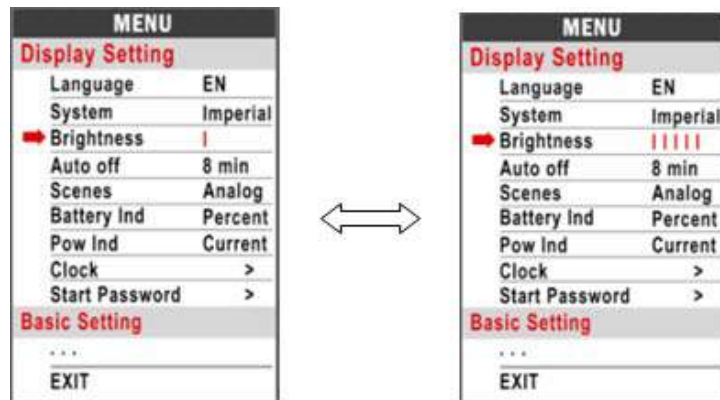 MENU
Display Setting
Language EN
System Imperial
Brightness |
Auto off 8 min
Scenes Analog
Battery Ind Percent
Pow Ind Current
Clock >
Start Password >
Basic Setting
...
EXIT
MENU
Display Setting
Language EN
System Imperial
Brightness | | | | |
Auto off 8 min
Scenes Analog
Battery Ind Percent
Pow Ind Current
Clock >
Start Password >
Basic Setting
...
EXIT